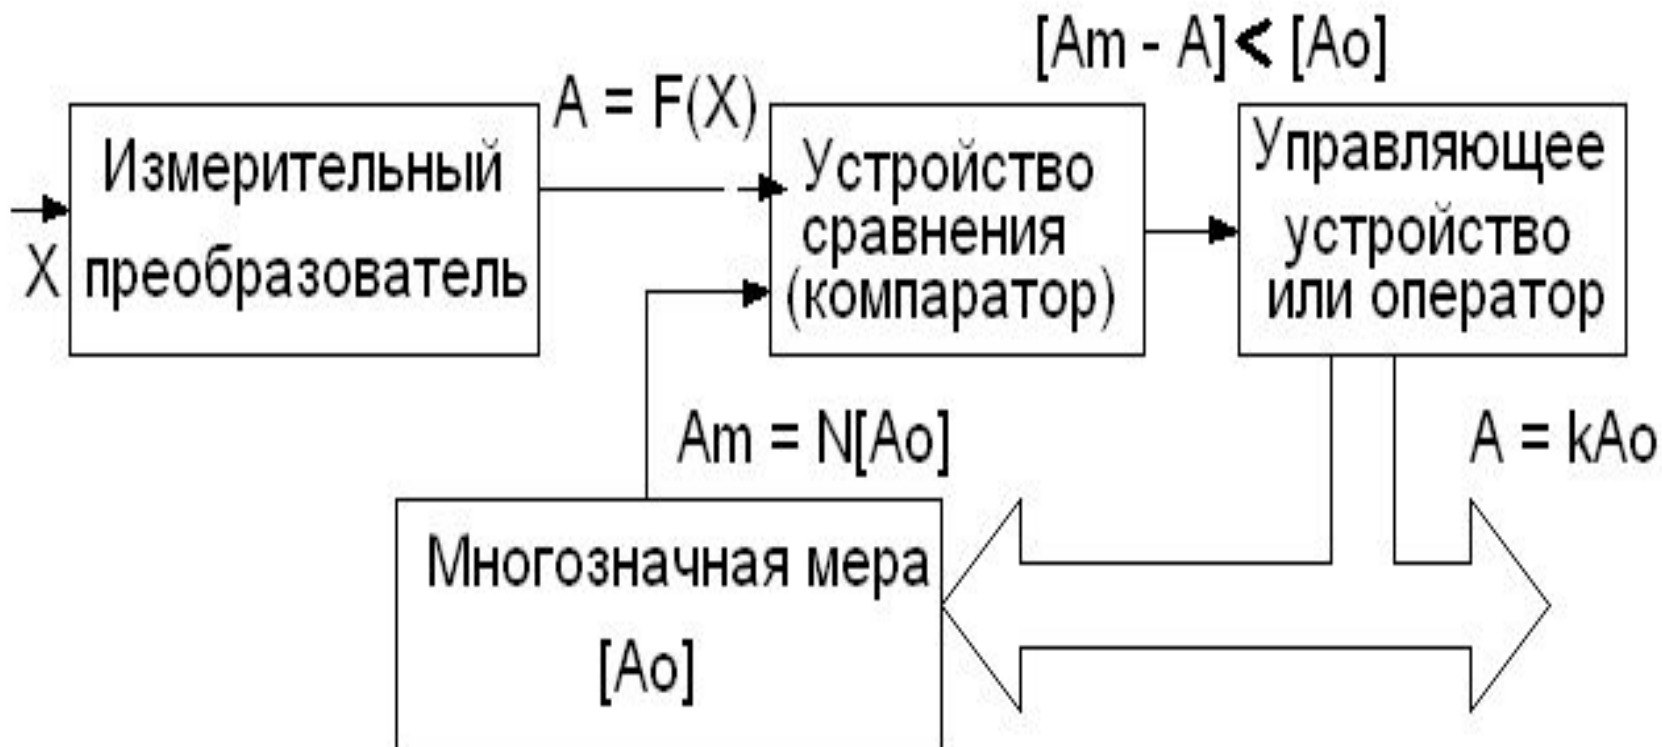 [Am - A] < [Ao]
A = F(X)
X
Измерительный
преобразователь
Устройство
сравнения
(компаратор)
Управляющее
устройство
или оператор
Am = N[Ao]
A = kAo
Многозначная мера
[Ao]